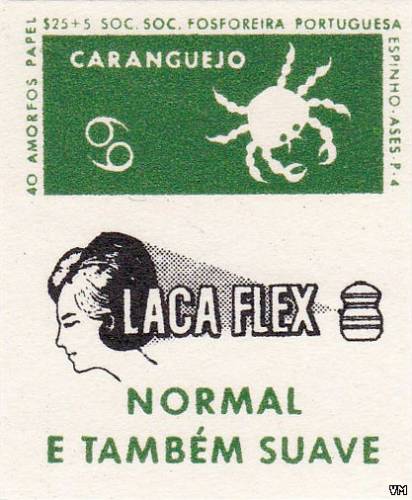 $25+5 SOC. SOC. FOSFOREIRA PORTUGUESA
ESPINHO-ASES-P-4
40 AMORFOS PAPEL
CARANGUEJO
LACA FLEX
NORMAL
E TAMBÉM SUAVE
VM